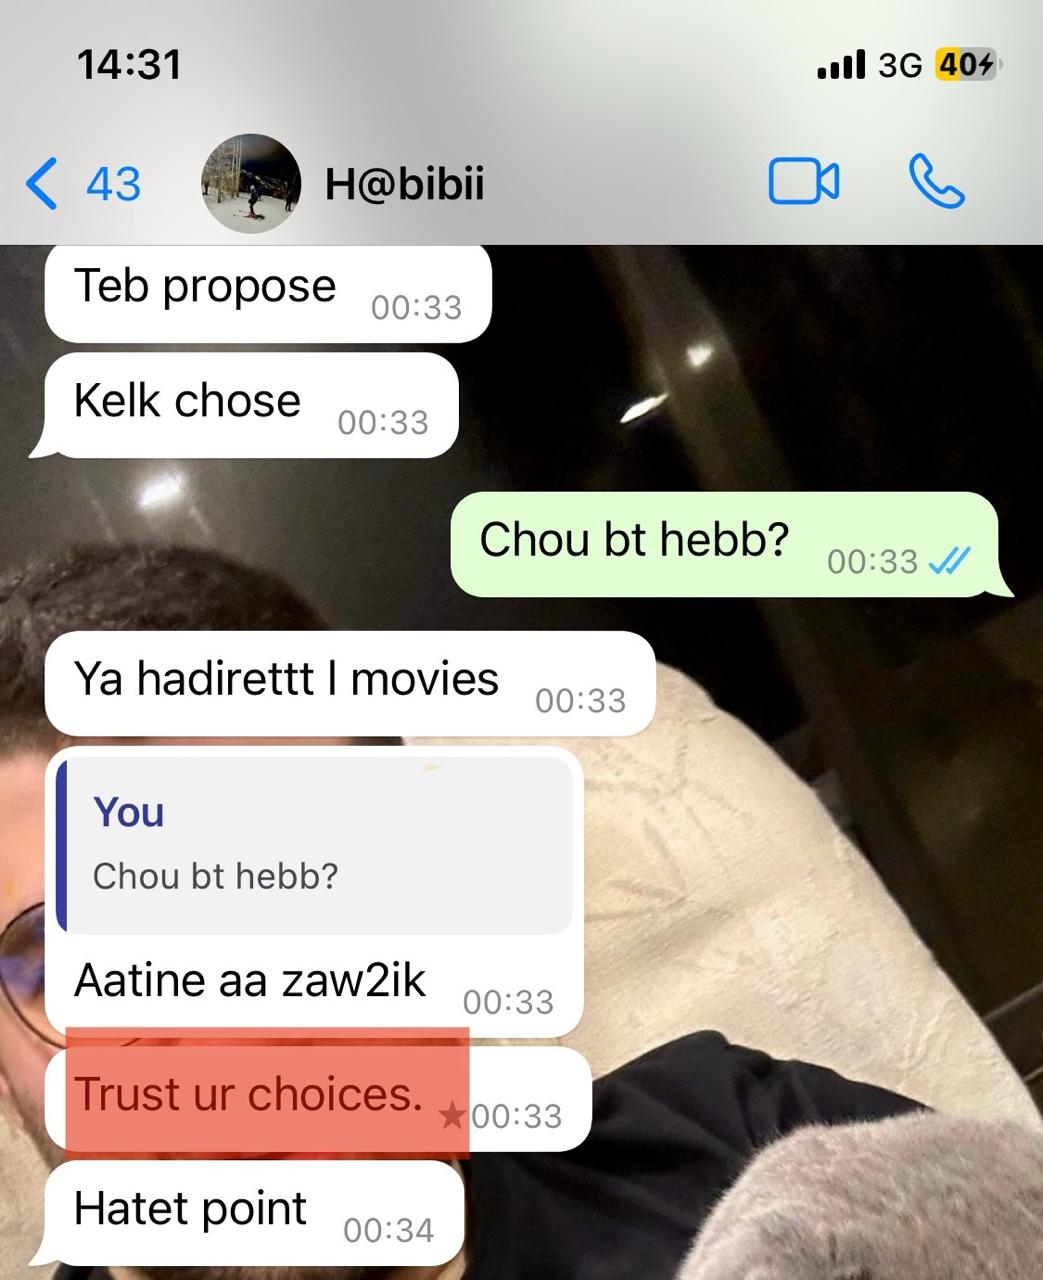 14:31
3G
40
43
H@bibii
Teb propose
00:33
Kelk chose
00:33
Chou bt hebb?
00:33
Ya hadirettt l movies
00:33
You
Chou bt hebb?
Aatine aa zaw2ik
00:33
Trust ur choices.
00:33
Hatet point
00:34